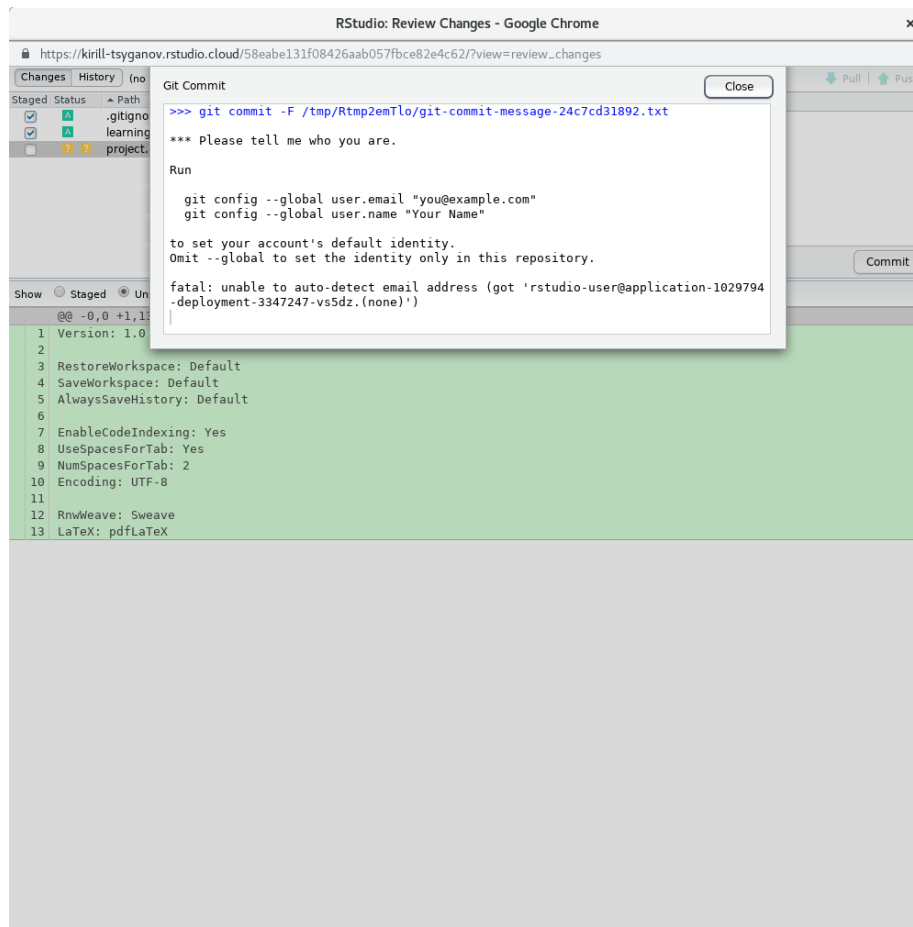 RStudio: Review Changes - Google Chrome
https://kirill-tsyganov.rstudio.cloud/58eabe131f08426aab057fbce82e4c62/?view=review_changes
Changes History (no
Pull Pus
Git Commit
Close
Staged Status Path
A .gitigno
A learning
? ? project.
>>> git commit -F /tmp/Rtmp2emTlo/git-commit-message-24c7cd31892.txt
*** Please tell me who you are.
Run
git config --global user.email "you@example.com"
git config --global user.name "Your Name"
to set your account's default identity.
Omit --global to set the identity only in this repository.
fatal: unable to auto-detect email address (got 'rstudio-user@application-1029794
-deployment-3347247-vs5dz.(none)')
Commit
Show Staged Un
@@ -0,0 +1,13
1 Version: 1.0
2
3 RestoreWorkspace: Default
4 SaveWorkspace: Default
5 AlwaysSaveHistory: Default
6
7 EnableCodeIndexing: Yes
8 UseSpacesForTab: Yes
9 NumSpacesForTab: 2
10 Encoding: UTF-8
11
12 RnwWeave: Sweave
13 LaTeX: pdfLaTeX